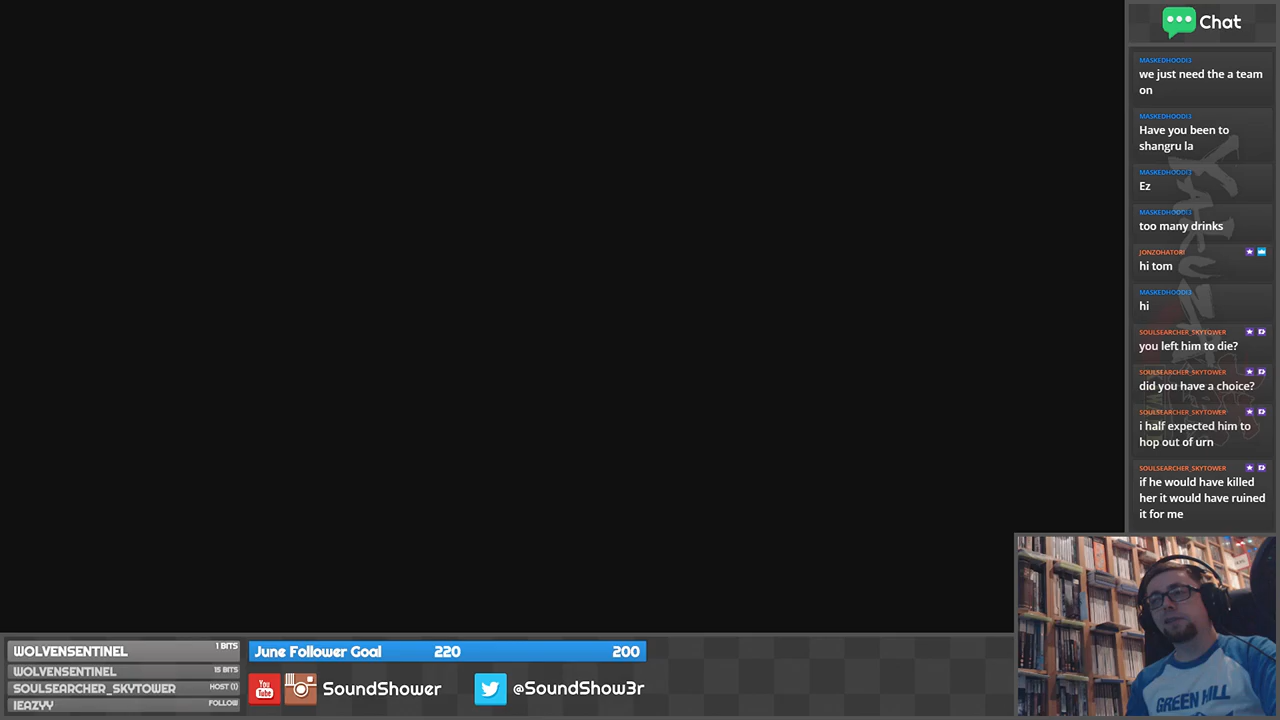 Chat
MASKEDHOODI3
we just need the a team
on
MASKEDHOODI3
Have you been to
shangru la
MASKEDHOODI3
Ez
MASKEDHOODI3
too many drinks
JONZOHATORI
hi tom
MASKEDHOODI3
hi
SOULSEARCHER_SKYTOWER
you left him to die?
SOULSEARCHER_SKYTOWER
did you have a choice?
SOULSEARCHER_SKYTOWER
i half expected him to
hop out of urn
SOULSEARCHER_SKYTOWER
if he would have killed
her it would have ruined
it for me
WOLVENSENTINEL 1 BITS
WOLVENSENTINEL 15 BITS
SOULSEARCHER_SKYTOWER HOST (1)
IEAZYY FOLLOW
June Follower Goal 220 200
You Tube
SoundShower
@SoundShow3r
GREEN HILL